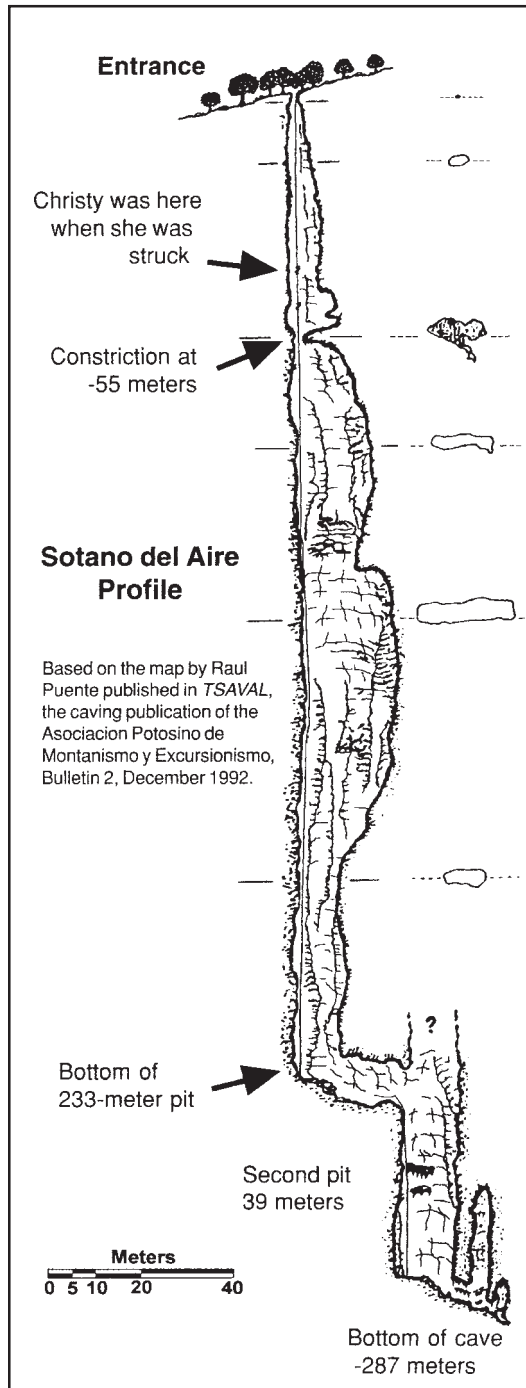 Entrance
Christy was here
when she was
struck
Constriction at
-55 meters
Sotano del Aire
Profile
Based on the map by Raul
Puente published in TSAVAL,
the caving publication of the
Asociacion Potosino de
Montanismo y Excursionismo,
Bulletin 2, December 1992.
?
Bottom of
233-meter pit
Second pit
39 meters
Meters
0 5 10 20 40
Bottom of cave
-287 meters